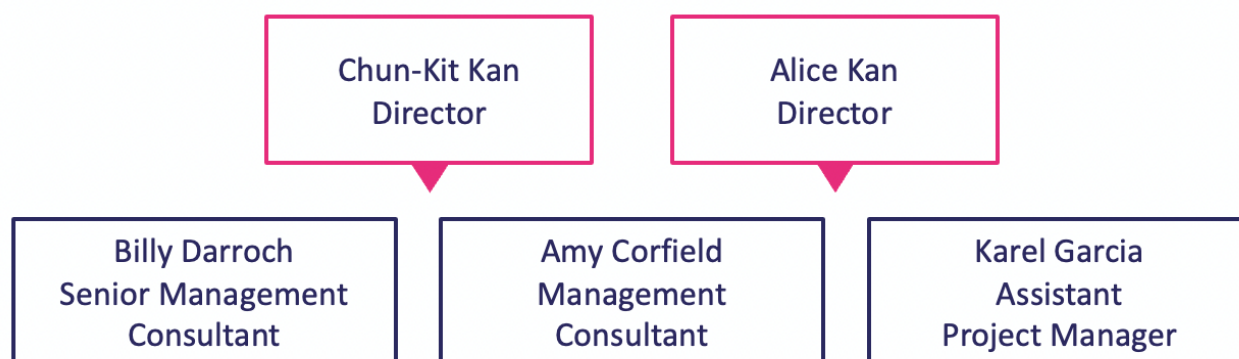 Chun-Kit Kan
Director
Alice Kan
Director
Billy Darroch
Senior Management
Consultant
Amy Corfield
Management
Consultant
Karel Garcia
Assistant
Project Manager